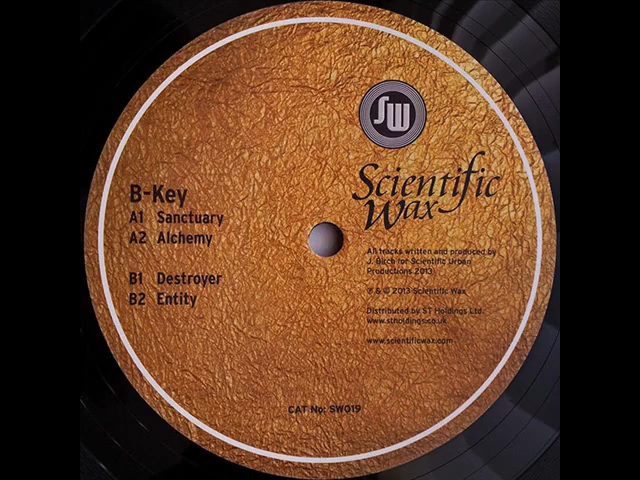 SW
Scientific
Wax
B-Key
A1 Sanctuary
A2 Alchemy
B1 Destroyer
B2 Entity
All tracks written and produced by
J. Bitch for Scientific Urban
Productions 2013
℗ & © 2013 Scientific Wax
Distributed by ST Holdings Ltd.
www.stholdings.co.uk
www.scientificwax.com
CAT No: SW019